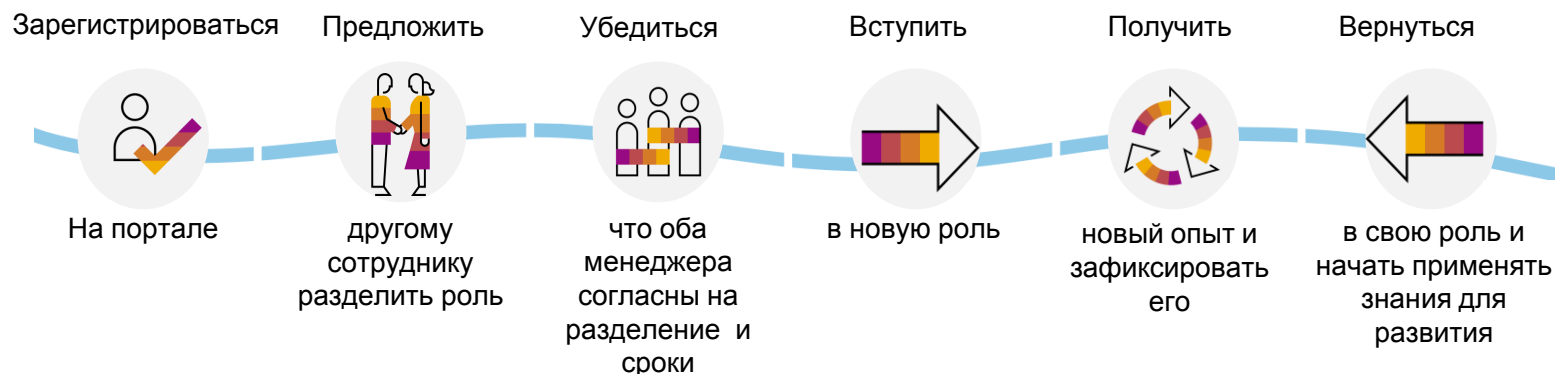 Зарегистрироваться
На портале
Предложить
другому
сотруднику
разделить роль
Убедиться
что оба
менеджера
согласны на
разделение и
сроки
Вступить
в новую роль
Получить
новый опыт и
зафиксировать
его
Вернуться
в свою роль и
начать применять
знания для
развития